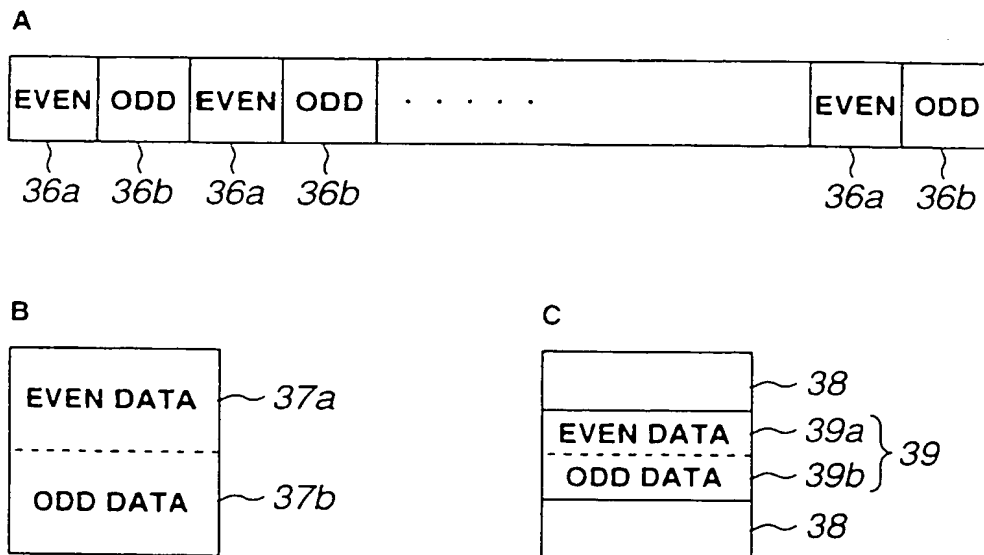 A
EVEN ODD EVEN ODD . . . . . EVEN ODD
36a 36b 36a 36b 36a 36b
B
EVEN DATA 37a
ODD DATA 37b
C
38
EVEN DATA 39a
39
ODD DATA 39b
38